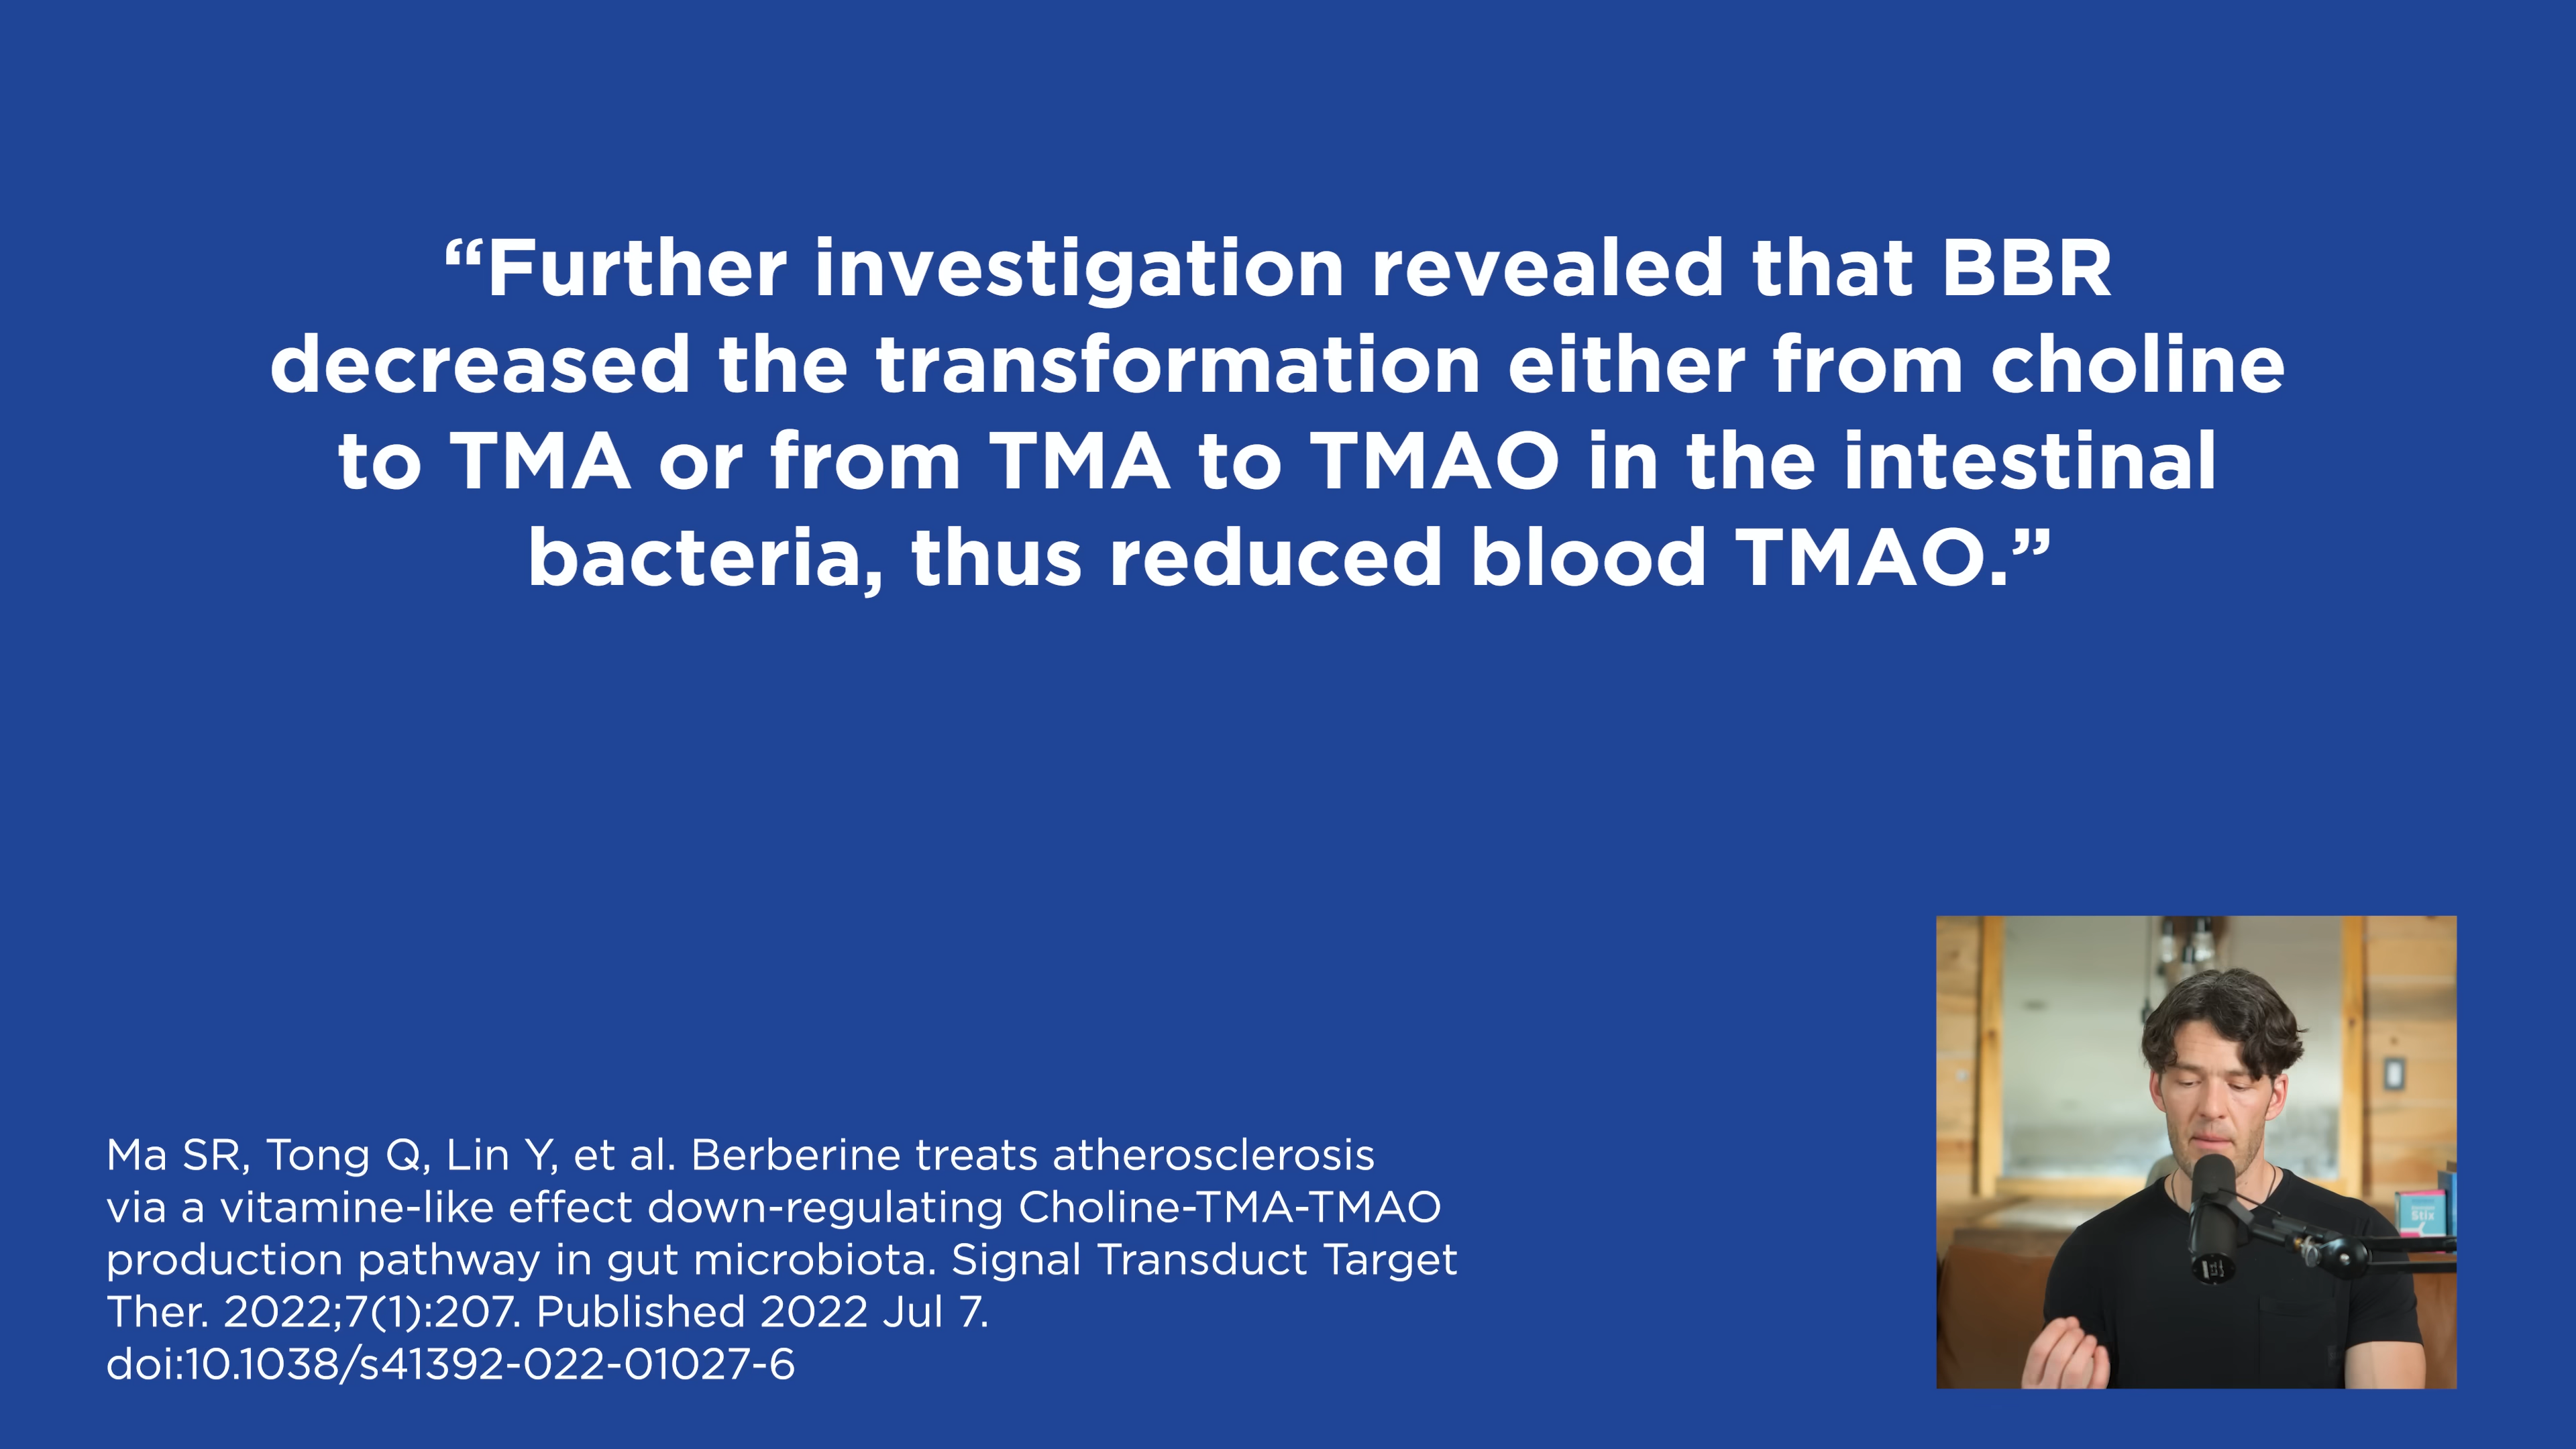 “Further investigation revealed that BBR
decreased the transformation either from choline
to TMA or from TMA to TMAO in the intestinal
bacteria, thus reduced blood TMAO.”
Ma SR, Tong Q, Lin Y, et al. Berberine treats atherosclerosis
via a vitamine-like effect down-regulating Choline-TMA-TMAO
production pathway in gut microbiota. Signal Transduct Target
Ther. 2022;7(1):207. Published 2022 Jul 7.
doi:10.1038/s41392-022-01027-6
Stix